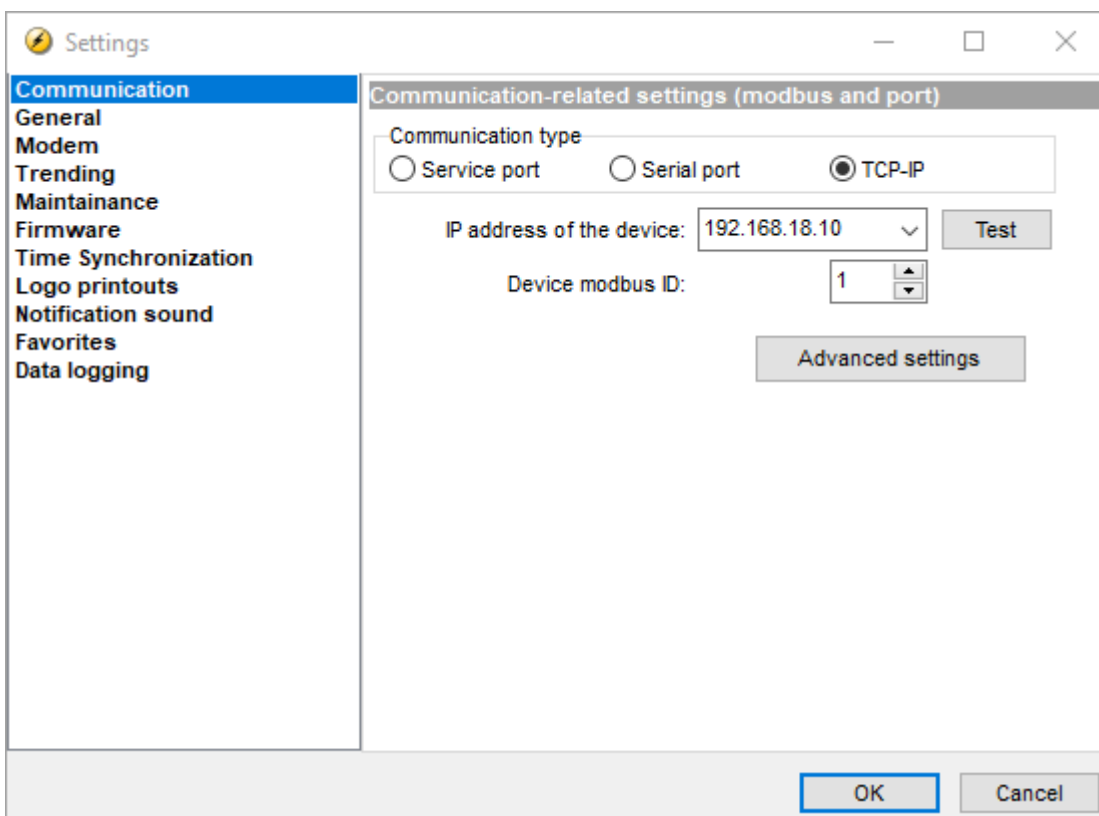 Settings
Communication
General
Modem
Trending
Maintainance
Firmware
Time Synchronization
Logo printouts
Notification sound
Favorites
Data logging
Communication-related settings (modbus and port)
Communication type
Service port Serial port TCP-IP
IP address of the device: 192.168.18.10 Test
Device modbus ID: 1
Advanced settings
OK Cancel